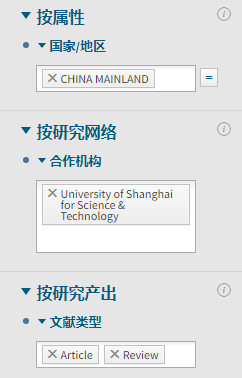 按属性
国家/地区
CHINA MAINLAND
=
按研究网络
合作机构
University of Shanghai
for Science &
Technology
按研究产出
文献类型
Article Review